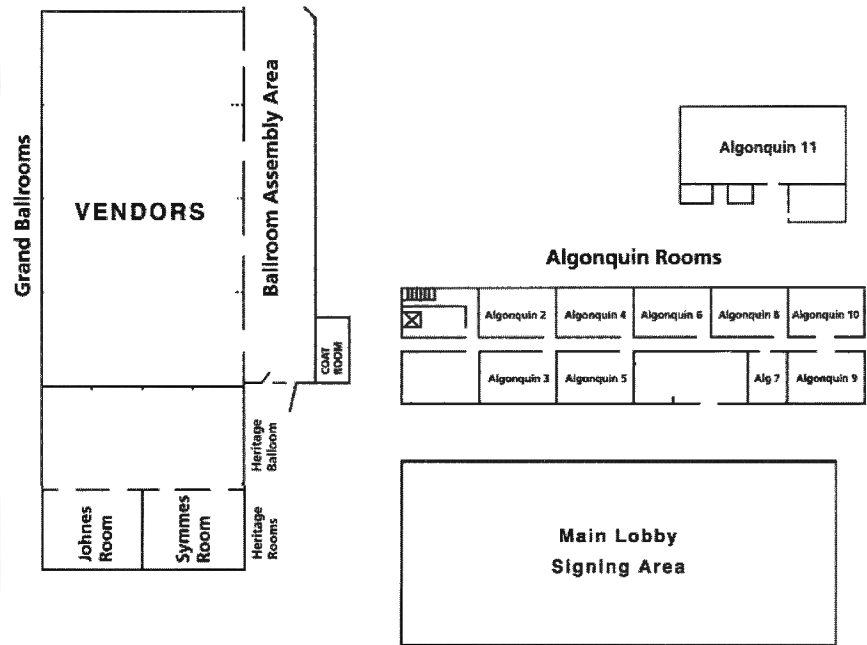 Grand Ballrooms
VENDORS
Ballroom Assembly Area
COAT
ROOM
Heritage
Balloom
Heritage
Rooms
Johnes
Room
Symmes
Room
Algonquin 11
Algonquin Rooms
Algonquin 2
Algonquin 4
Algonquin 6
Algonquin 8
Algonquin 10
Algonquin 3
Algonquin 5
Alg 7
Algonquin 9
Main Lobby
Signing Area